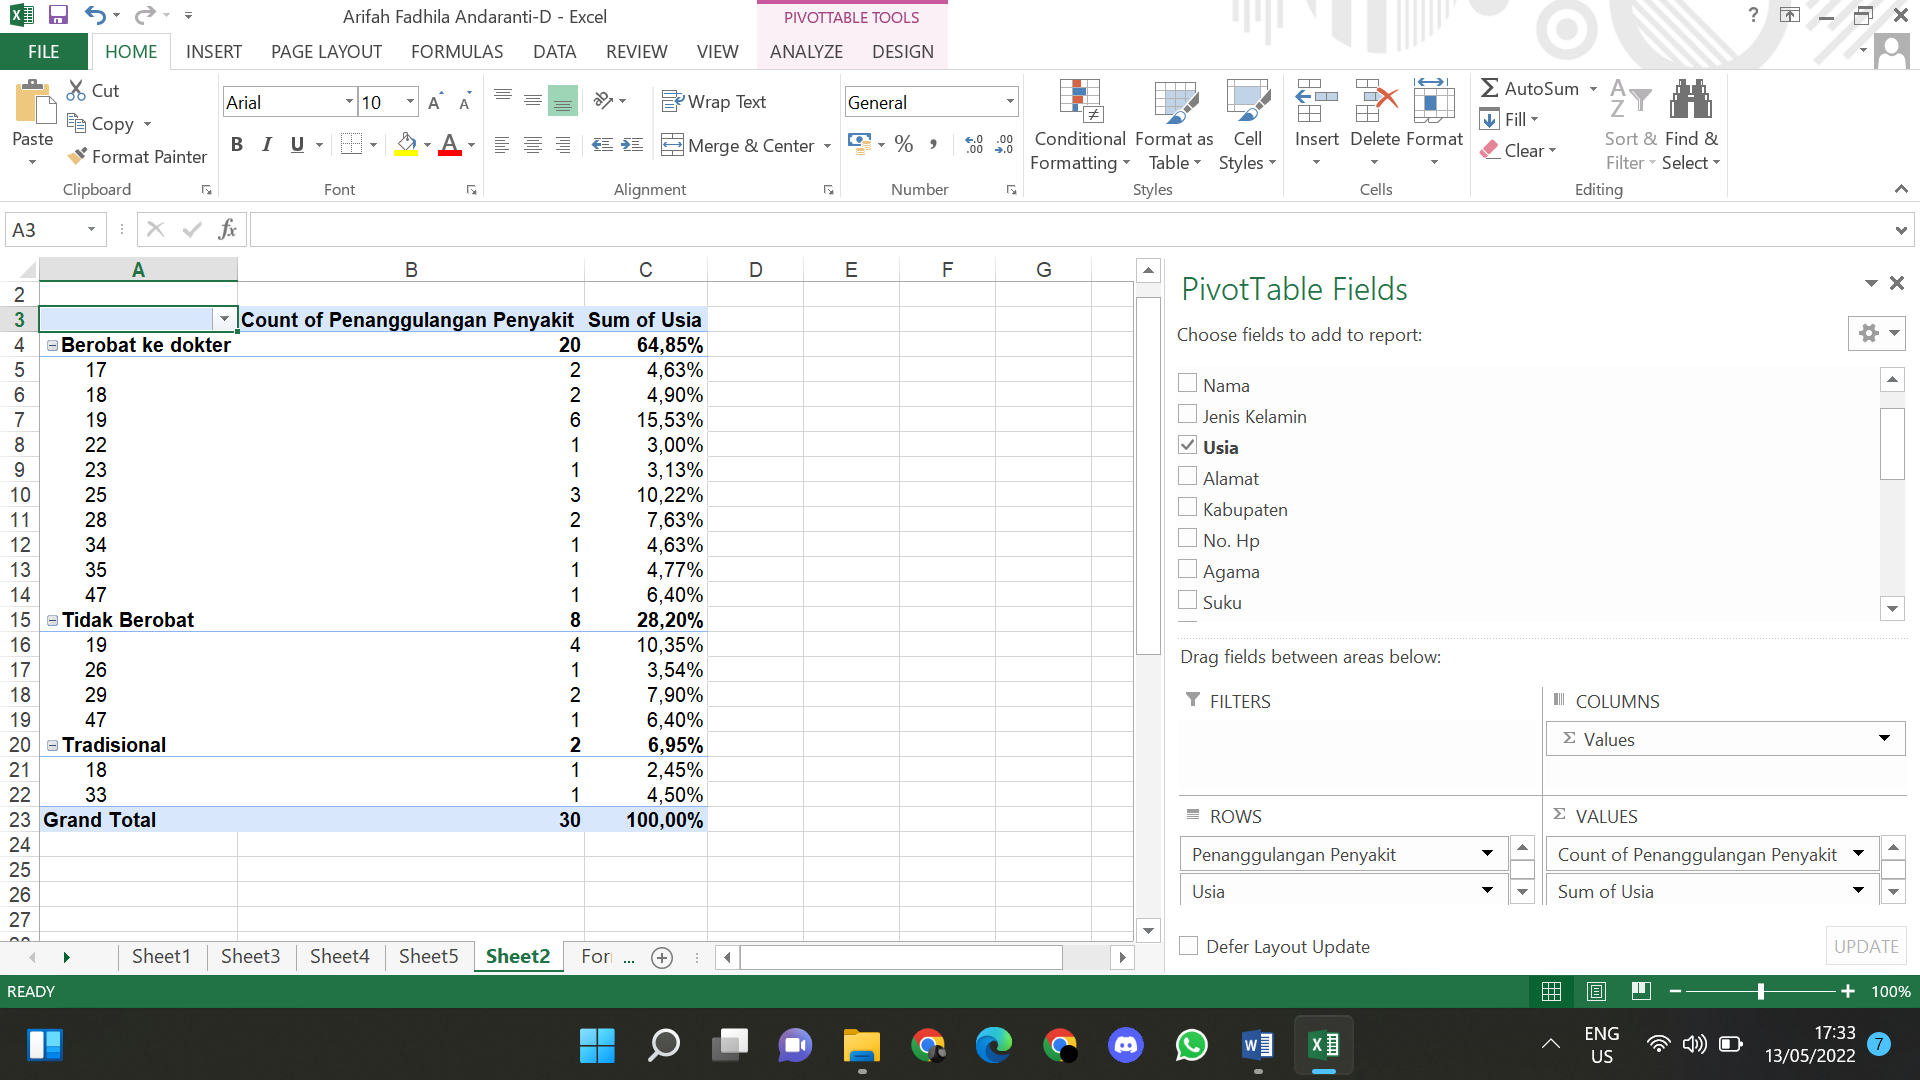 Arifah Fadhila Andaranti-D - Excel
PIVOTTABLE TOOLS
?
FILE HOME INSERT PAGE LAYOUT FORMULAS DATA REVIEW VIEW ANALYZE DESIGN
Cut
Copy
Format Painter
Paste
Clipboard
Arial 10
B I U
Font
Wrap Text
Merge & Center
Alignment
General
%
Number
Conditional Formatting
Format as Table
Cell Styles
Styles
Insert Delete Format
Cells
AutoSum
Fill
Clear
Sort & Filter
Find & Select
Editing
A3
fx
A B C D E F G
2
3 Count of Penanggulangan Penyakit Sum of Usia
4 Berobat ke dokter 20 64,85%
5 17 2 4,63%
6 18 2 4,90%
7 19 6 15,53%
8 22 1 3,00%
9 23 1 3,13%
10 25 3 10,22%
11 28 2 7,63%
12 34 1 4,63%
13 35 1 4,77%
14 47 1 6,40%
15 Tidak Berobat 8 28,20%
16 19 4 10,35%
17 26 1 3,54%
18 29 2 7,90%
19 47 1 6,40%
20 Tradisional 2 6,95%
21 18 1 2,45%
22 33 1 4,50%
23 Grand Total 30 100,00%
24
25
26
27
PivotTable Fields
Choose fields to add to report:
Nama
Jenis Kelamin
Usia
Alamat
Kabupaten
No. Hp
Agama
Suku
Drag fields between areas below:
FILTERS
COLUMNS
Σ Values
ROWS
Penanggulangan Penyakit
Usia
Σ VALUES
Count of Penanggulangan Penyakit
Sum of Usia
Defer Layout Update
UPDATE
Sheet1 Sheet3 Sheet4 Sheet5 Sheet2 For ...
READY
100%
ENG
US
17:33
13/05/2022
7